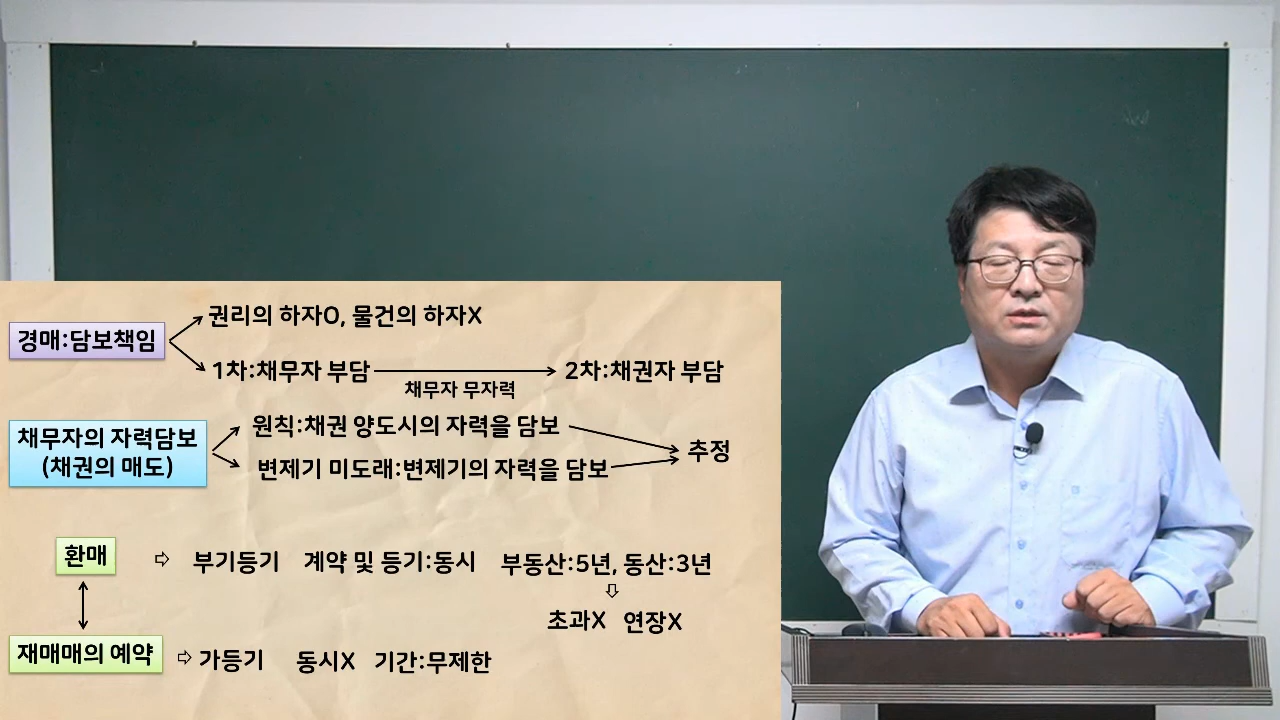 경매:담보책임
권리의 하자O, 물건의 하자X
1차:채무자 부담
채무자 무자력
2차:채권자 부담
채무자의 자력담보
(채권의 매도)
원칙:채권 양도시의 자력을 담보
변제기 미도래:변제기의 자력을 담보
추정
환매
⇨ 부기등기 계약 및 등기:동시 부동산:5년, 동산:3년
초과X 연장X
재매매의 예약
⇨ 가등기 동시X 기간:무제한